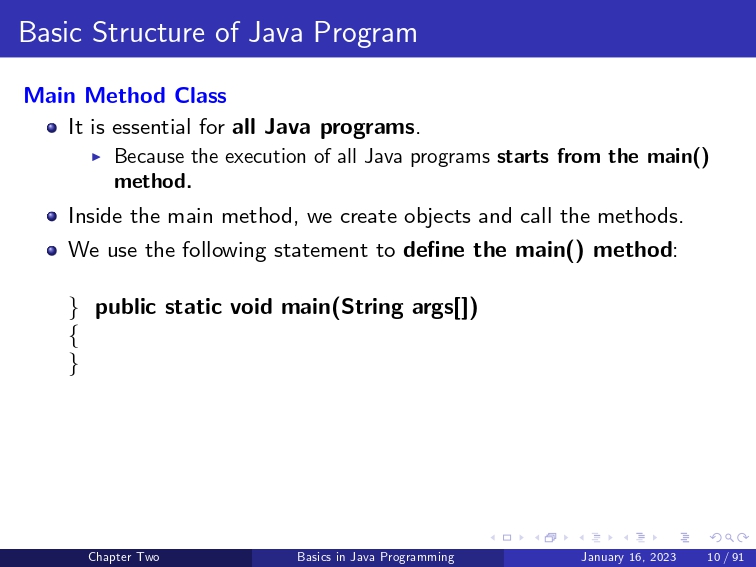 Basic Structure of Java Program
Main Method Class
It is essential for all Java programs.
Because the execution of all Java programs starts from the main()
method.
Inside the main method, we create objects and call the methods.
We use the following statement to define the main() method:
} public static void main(String args[])
{
}
Chapter Two Basics in Java Programming January 16, 2023 10 / 91